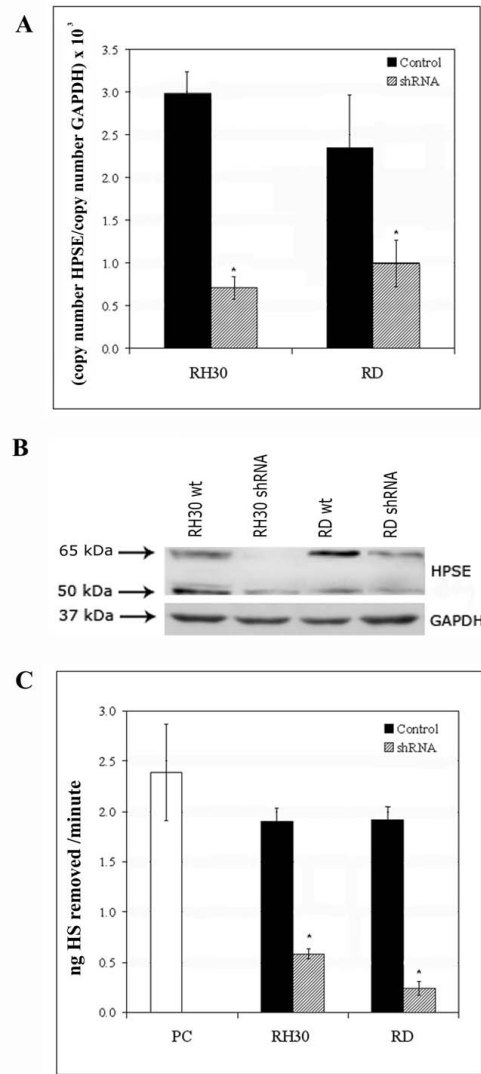 A
(copy number HPSE/copy number GAPDH) x 10³
4.0
3.5
3.0
2.5
2.0
1.5
1.0
0.5
0.0
Control
shRNA
*
*
RH30
RD
B
RH30 wt
RH30 shRNA
RD wt
RD shRNA
65 kDa
50 kDa
37 kDa
HPSE
GAPDH
C
ng HS removed /minute
3.0
2.5
2.0
1.5
1.0
0.5
0.0
Control
shRNA
*
*
PC
RH30
RD